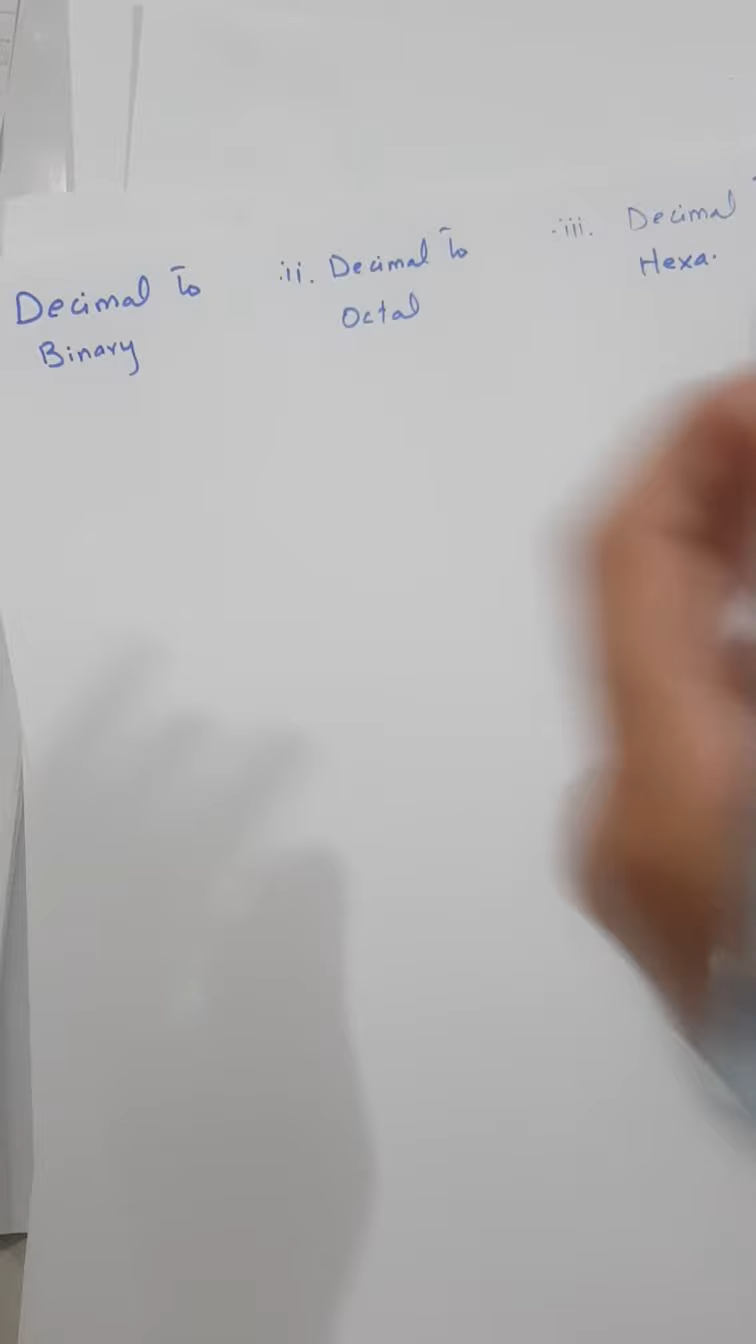 Decimal To
Binary
ii. Decimal To
Octal
iii. Decimal
Hexa.